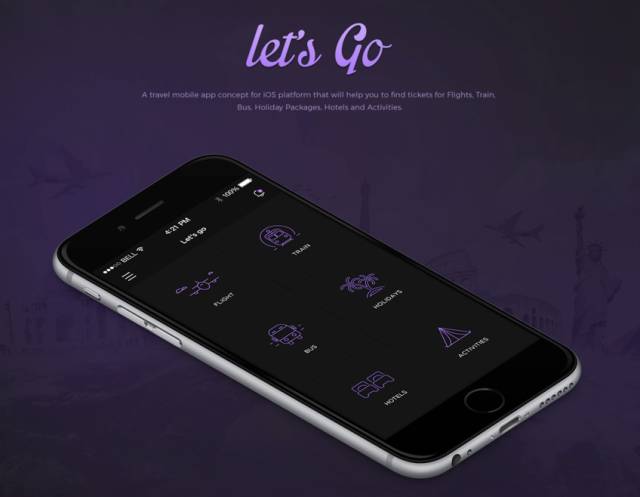 let's Go
A travel mobile app concept for iOS platform that will help you to find tickets for Flights, Train,
Bus, Holiday Packages, Hotels and Activities.
BELL 4:21 PM 100%
Let's go
FLIGHT
TRAIN
BUS
HOLIDAYS
HOTELS
ACTIVITIES